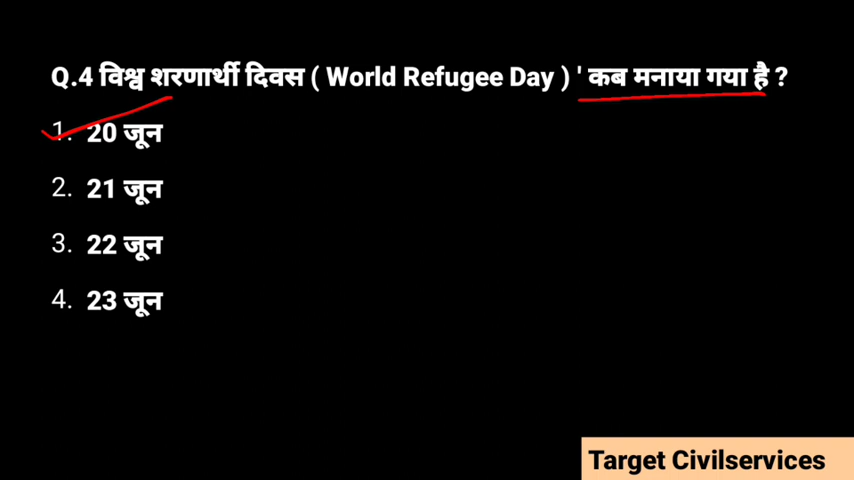 Q.4 विश्व शरणार्थी दिवस ( World Refugee Day ) ' कब मनाया गया है ?
1. 20 जून
2. 21 जून
3. 22 जून
4. 23 जून
Target Civilservices